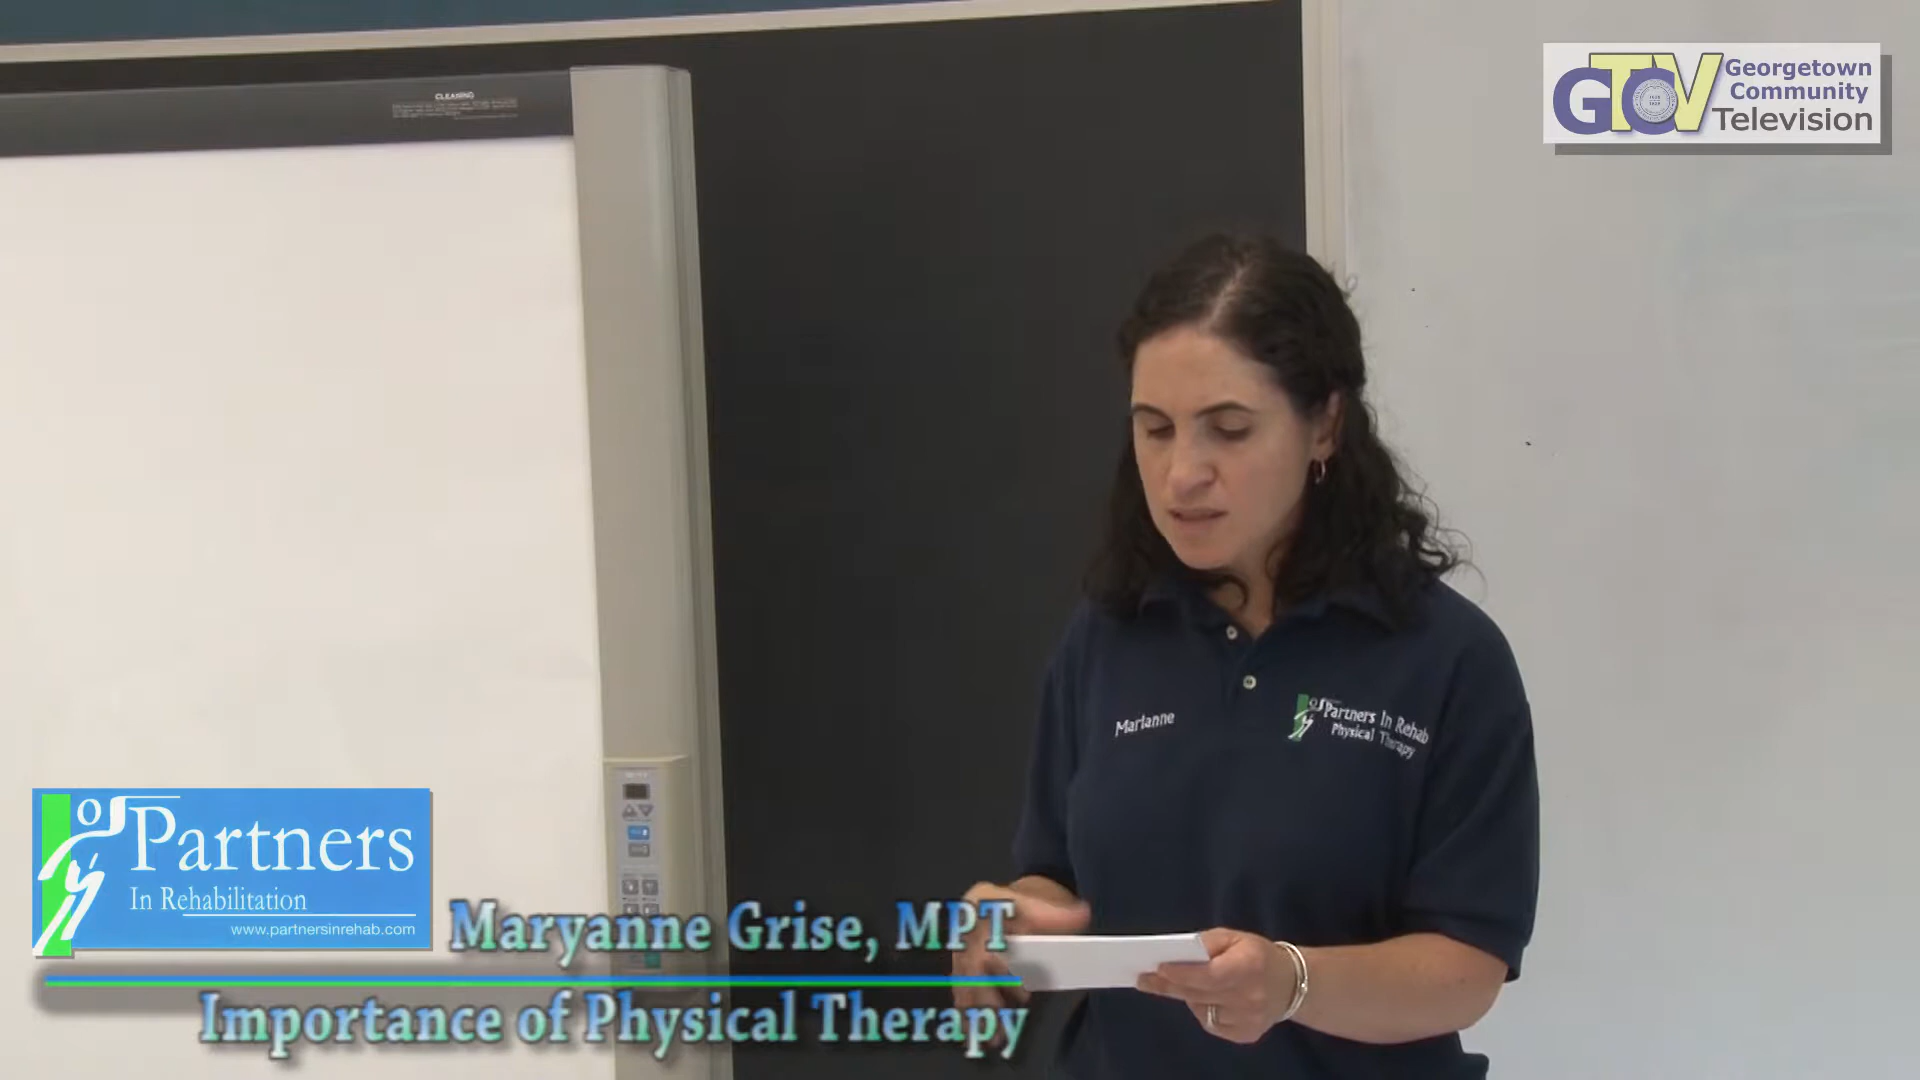 CLEANING
GCTV
Georgetown
Community
Television
Marianne
Partners In Rehab
Physical Therapy
Partners
In Rehabilitation
www.partnersinrehab.com
Maryanne Grise, MPT
Importance of Physical Therapy